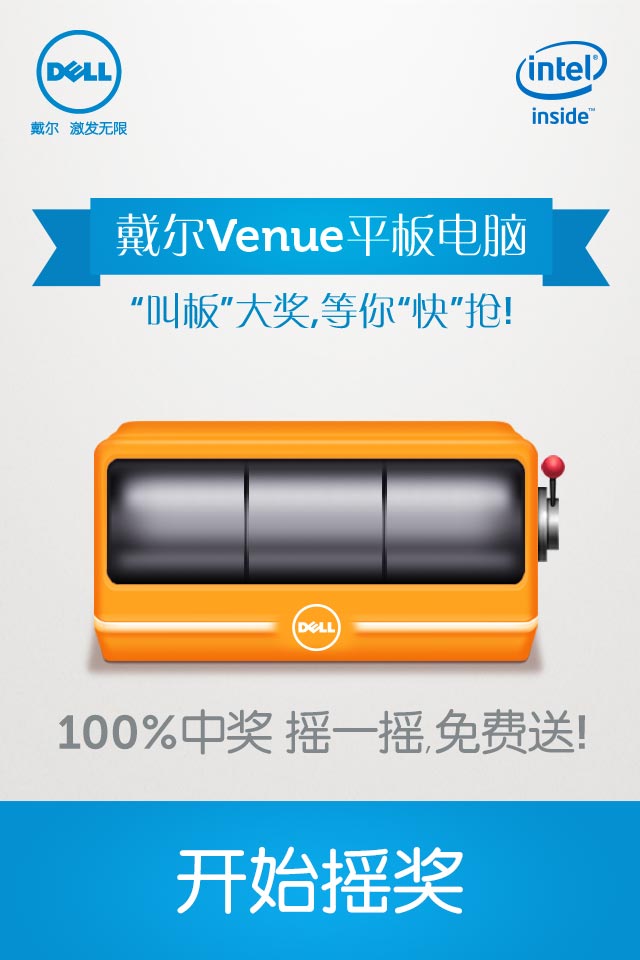 DELL
戴尔 激发无限
intel®
inside™
戴尔Venue平板电脑
“叫板”大奖,等你“快”抢!
DELL
100%中奖 摇一摇,免费送!
开始摇奖